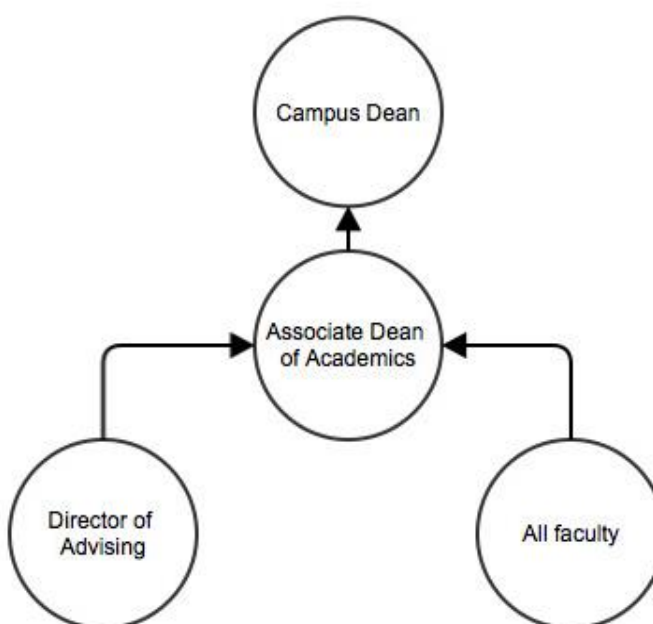 Campus Dean
Associate Dean
of Academics
Director of
Advising
All faculty